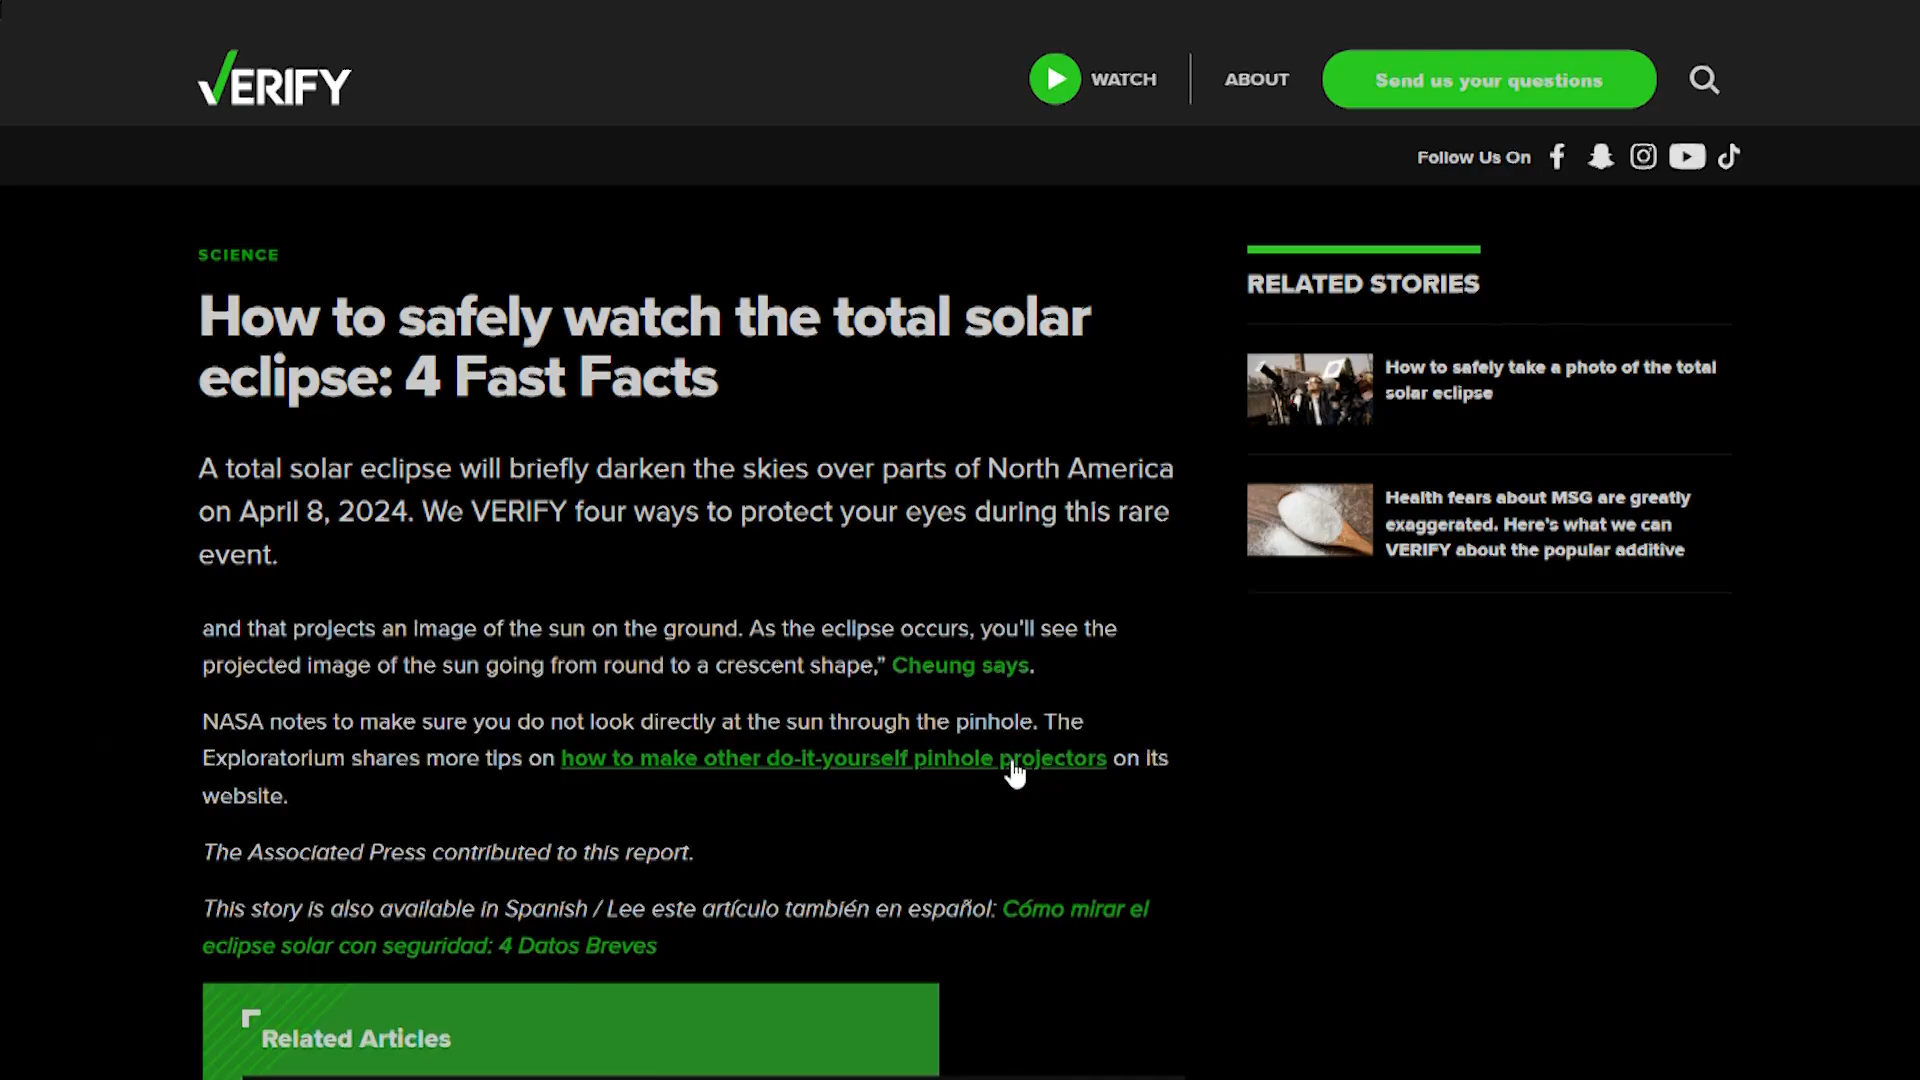 VERIFY
WATCH
ABOUT
Send us your questions
Follow Us On
SCIENCE
How to safely watch the total solar
eclipse: 4 Fast Facts
A total solar eclipse will briefly darken the skies over parts of North America
on April 8, 2024. We VERIFY four ways to protect your eyes during this rare
event.
and that projects an image of the sun on the ground. As the eclipse occurs, you'll see the
projected image of the sun going from round to a crescent shape,” Cheung says.
NASA notes to make sure you do not look directly at the sun through the pinhole. The
Exploratorium shares more tips on how to make other do-it-yourself pinhole projectors on its
website.
The Associated Press contributed to this report.
This story is also available in Spanish / Lee este artículo también en español: Cómo mirar el
eclipse solar con seguridad: 4 Datos Breves
Related Articles
RELATED STORIES
How to safely take a photo of the total
solar eclipse
Health fears about MSG are greatly
exaggerated. Here's what we can
VERIFY about the popular additive